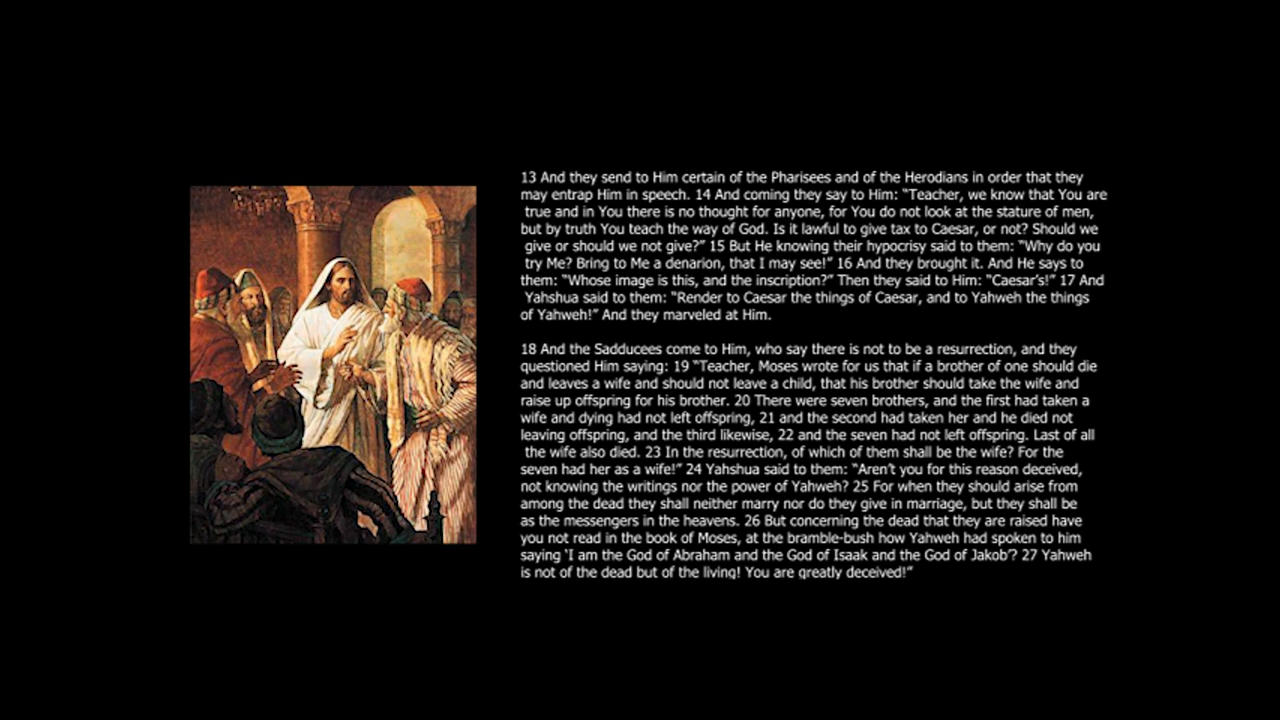 13 And they send to Him certain of the Pharisees and of the Herodians in order that they
may entrap Him in speech. 14 And coming they say to Him: “Teacher, we know that You are
true and in You there is no thought for anyone, for You do not look at the stature of men,
but by truth You teach the way of God. Is it lawful to give tax to Caesar, or not? Should we
give or should we not give?” 15 But He knowing their hypocrisy said to them: “Why do you
try Me? Bring to Me a denarion, that I may see!” 16 And they brought it. And He says to
them: “Whose image is this, and the inscription?” Then they said to Him: “Caesar’s!” 17 And
Yahshua said to them: “Render to Caesar the things of Caesar, and to Yahweh the things
of Yahweh!” And they marveled at Him.
18 And the Sadducees come to Him, who say there is not to be a resurrection, and they
questioned Him saying: 19 “Teacher, Moses wrote for us that if a brother of one should die
and leaves a wife and should not leave a child, that his brother should take the wife and
raise up offspring for his brother. 20 There were seven brothers, and the first had taken a
wife and dying had not left offspring, 21 and the second had taken her and he died not
leaving offspring, and the third likewise, 22 and the seven had not left offspring. Last of all
the wife also died. 23 In the resurrection, of which of them shall be the wife? For the
seven had her as a wife!” 24 Yahshua said to them: “Aren’t you for this reason deceived,
not knowing the writings nor the power of Yahweh? 25 For when they should arise from
among the dead they shall neither marry nor do they give in marriage, but they shall be
as the messengers in the heavens. 26 But concerning the dead that they are raised have
you not read in the book of Moses, at the bramble-bush how Yahweh had spoken to him
saying ‘I am the God of Abraham and the God of Isaak and the God of Jakob’? 27 Yahweh
is not of the dead but of the living! You are greatly deceived!”